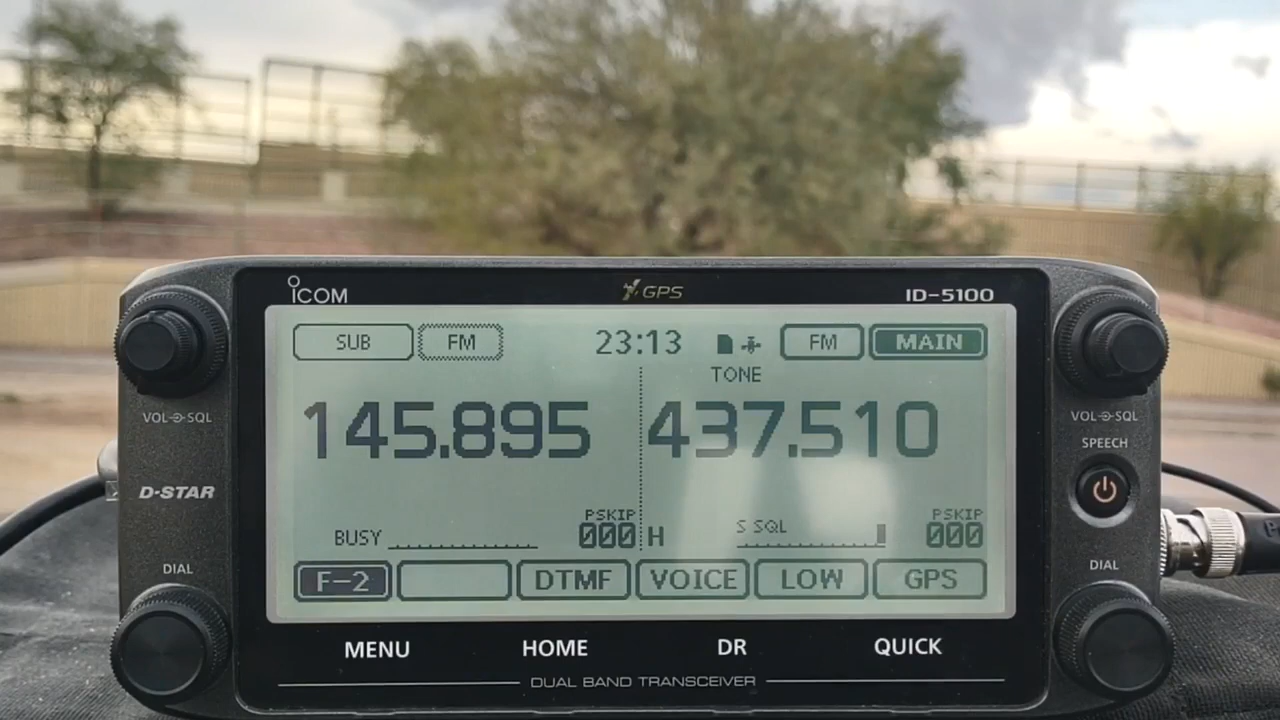 ICOM GPS ID-5100
SUB FM 23:13 FM MAIN
TONE
145.895 437.510
VOL SQL VOL SQL
SPEECH
D-STAR
PSKIP PSKIP
BUSY 000 H S SQL 000
DIAL DIAL
F-2 DTMF VOICE LOW GPS
MENU HOME DR QUICK
DUAL BAND TRANSCEIVER